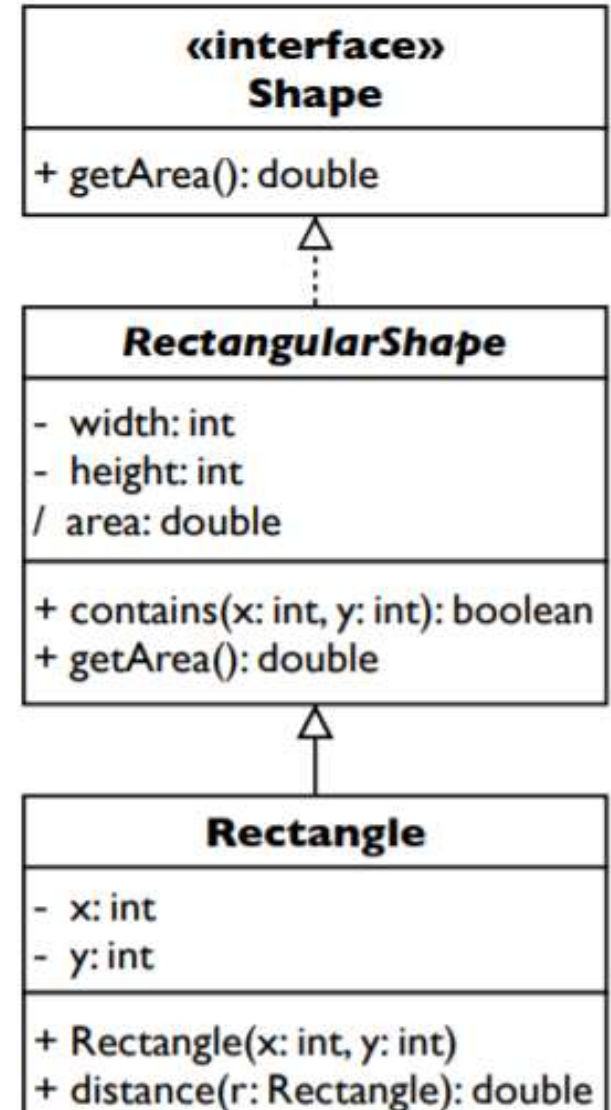 «interface»
Shape
+ getArea(): double
RectangularShape
- width: int
- height: int
/ area: double
+ contains(x: int, y: int): boolean
+ getArea(): double
Rectangle
- x: int
- y: int
+ Rectangle(x: int, y: int)
+ distance(r: Rectangle): double